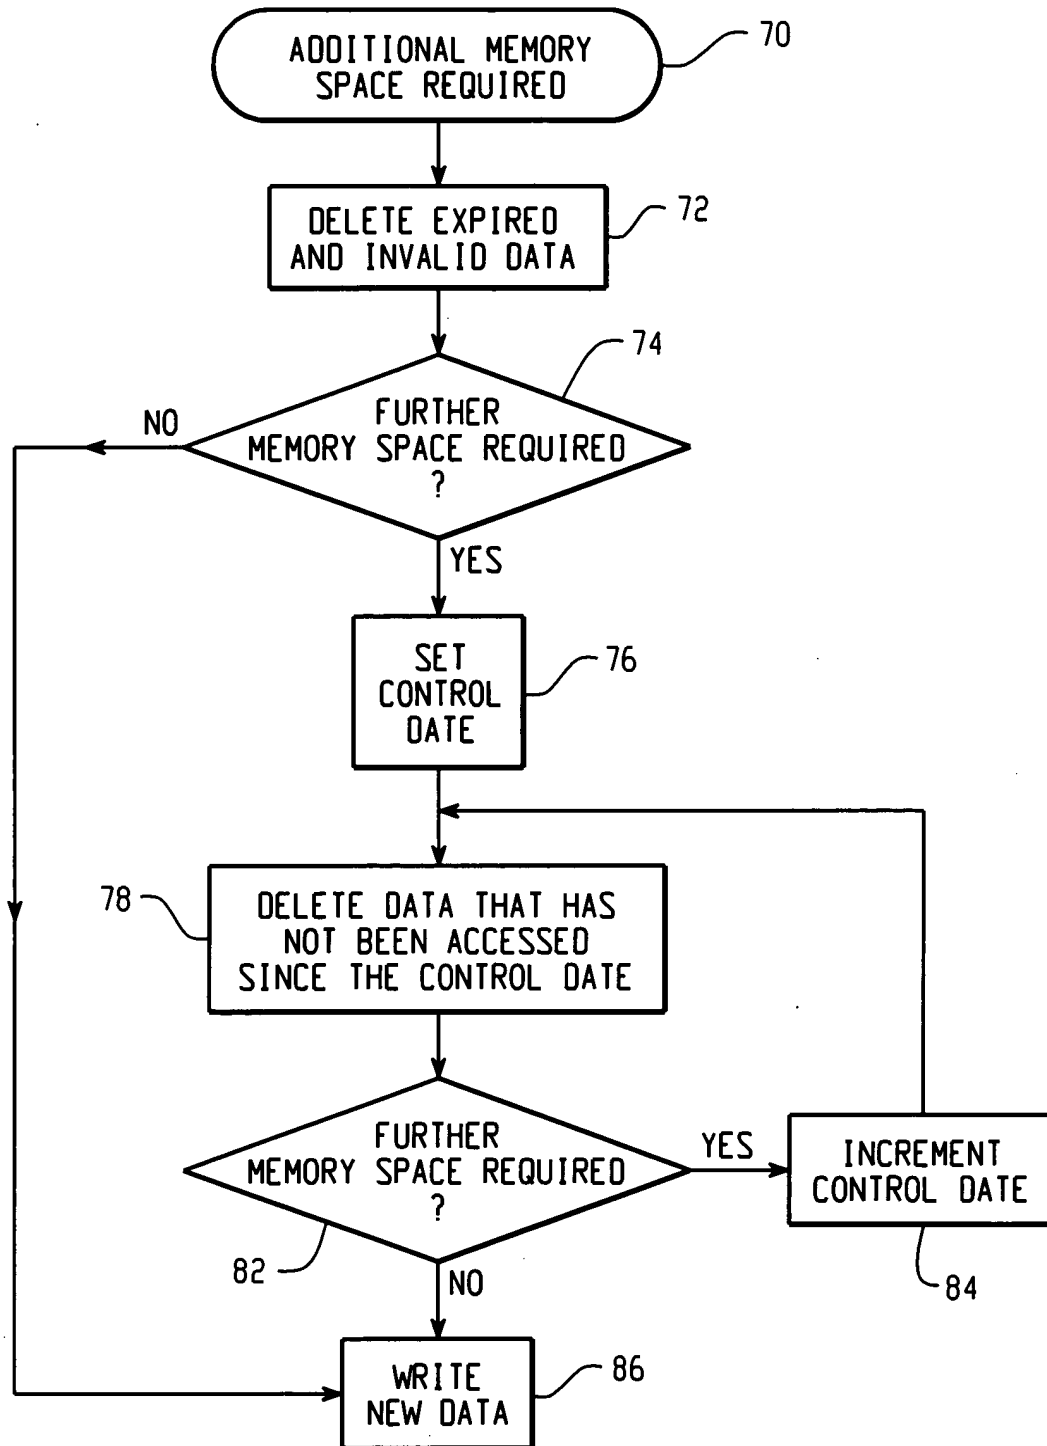 ADDITIONAL MEMORY
SPACE REQUIRED
70
DELETE EXPIRED
AND INVALID DATA
72
74
NO
FURTHER
MEMORY SPACE REQUIRED
?
YES
SET
CONTROL
DATE
76
78
DELETE DATA THAT HAS
NOT BEEN ACCESSED
SINCE THE CONTROL DATE
FURTHER
MEMORY SPACE REQUIRED
?
YES
INCREMENT
CONTROL DATE
82
84
NO
WRITE
NEW DATA
86